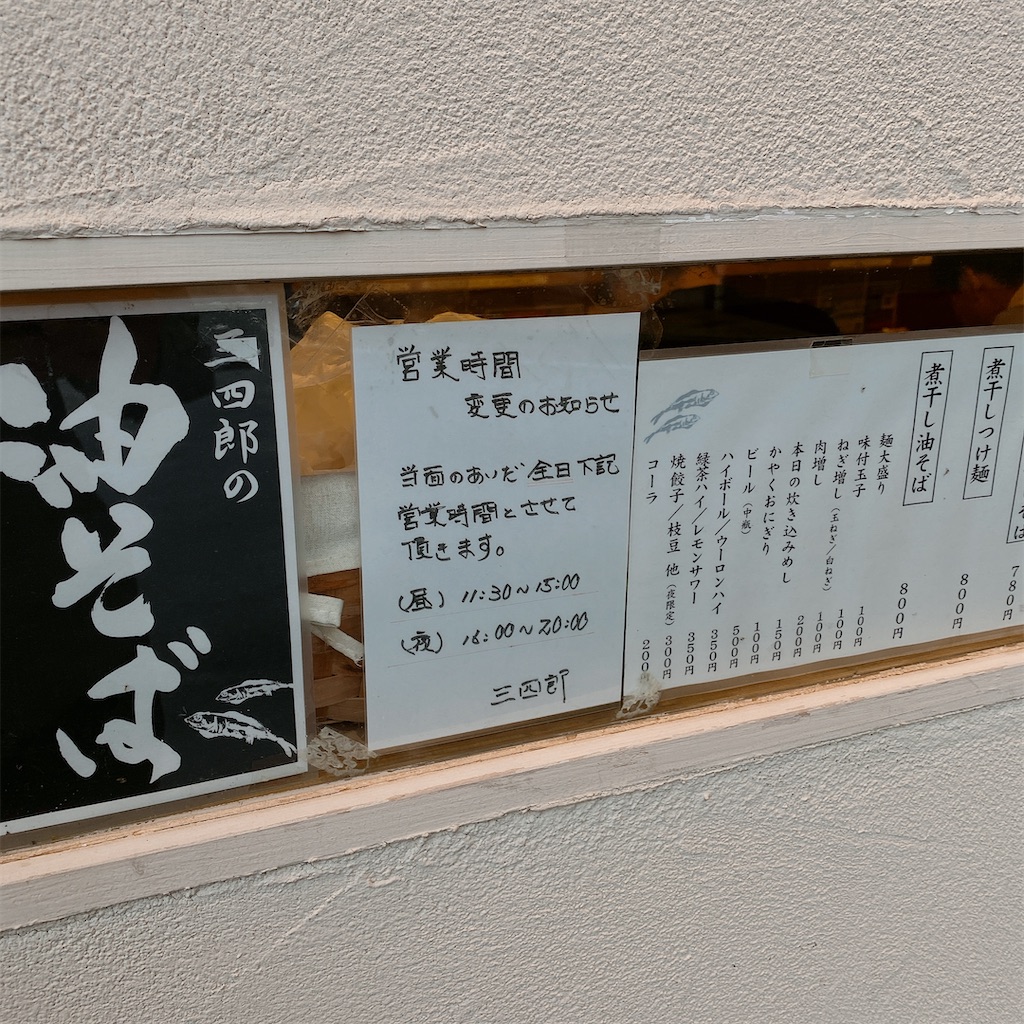 三四郎の
油そば
営業時間
変更のお知らせ
当面のあいだ全日下記
営業時間とさせて
頂きます。
(昼) 11:30〜15:00
(夜) 18:00〜20:00
三四郎
そば 780円
煮干しつけ麺 800円
煮干し油そば 800円
麺大盛り 100円
味付玉子 100円
ねぎ増し(玉ねぎ/白ねぎ) 100円
肉増し 200円
本日の炊き込みめし 150円
かやくおにぎり 100円
ビール(中瓶) 500円
ハイボール/ウーロンハイ 350円
緑茶ハイ/レモンサワー 350円
焼餃子/枝豆 他(夜限定) 300円
コーラ 200円